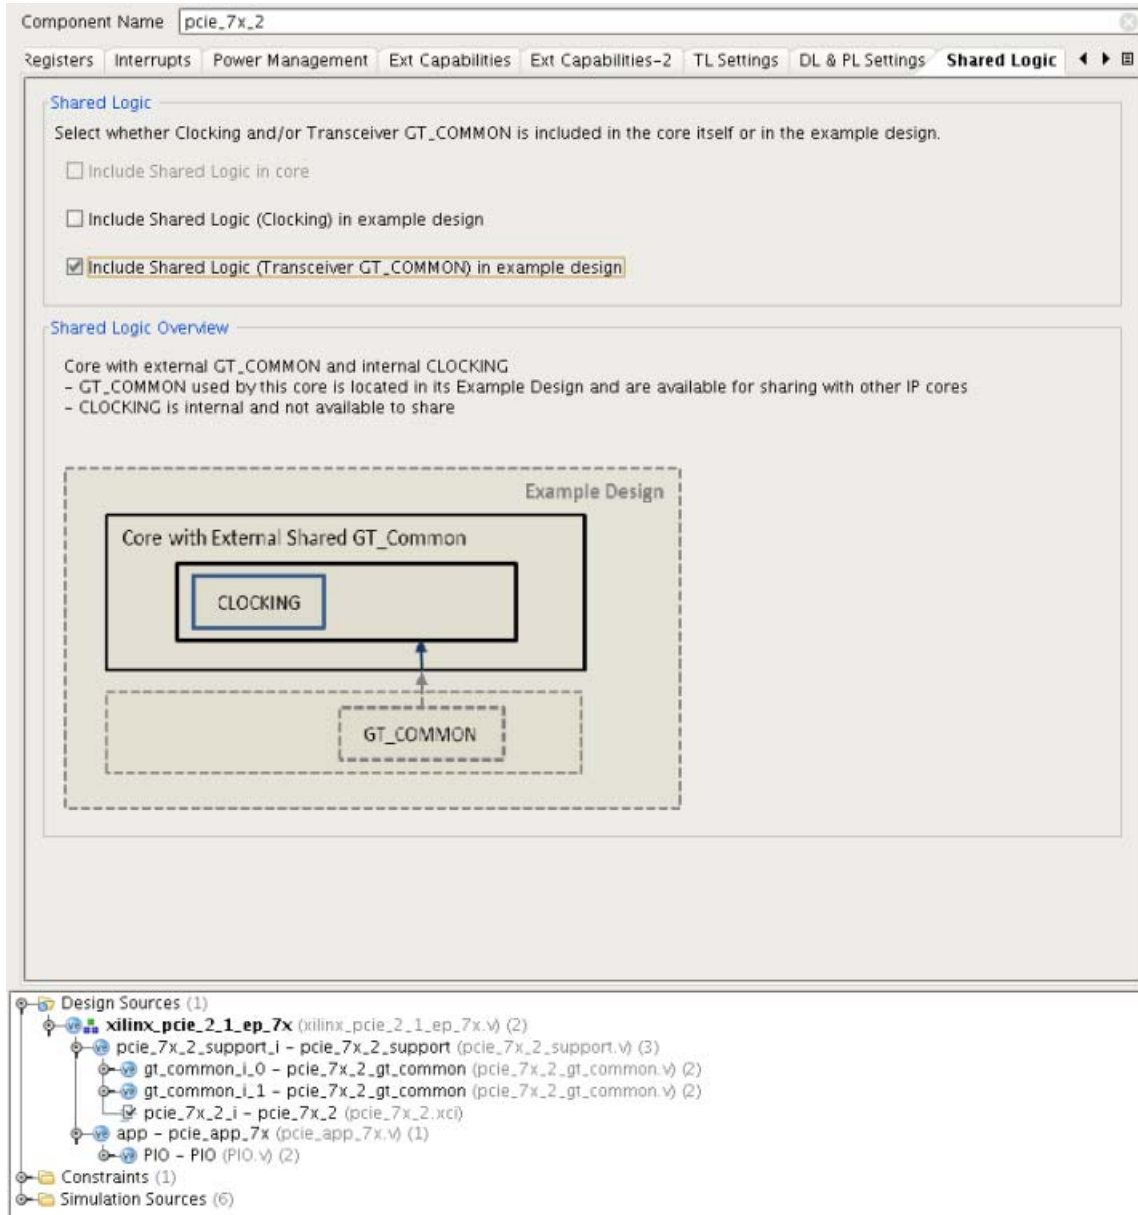 Component Name pcie_7x_2
Registers Interrupts Power Management Ext Capabilities Ext Capabilities-2 TL Settings DL & PL Settings Shared Logic
Shared Logic
Select whether Clocking and/or Transceiver GT_COMMON is included in the core itself or in the example design.
Include Shared Logic in core
Include Shared Logic (Clocking) in example design
Include Shared Logic (Transceiver GT_COMMON) in example design
Shared Logic Overview
Core with external GT_COMMON and internal CLOCKING
- GT_COMMON used by this core is located in its Example Design and are available for sharing with other IP cores
- CLOCKING is internal and not available to share
Example Design
Core with External Shared GT_Common
CLOCKING
GT_COMMON
Design Sources (1)
xilinx_pcie_2_1_ep_7x (xilinx_pcie_2_1_ep_7x.v) (2)
pcie_7x_2_support_i - pcie_7x_2_support (pcie_7x_2_support.v) (3)
gt_common_i_0 - pcie_7x_2_gt_common (pcie_7x_2_gt_common.v) (2)
gt_common_i_1 - pcie_7x_2_gt_common (pcie_7x_2_gt_common.v) (2)
pcie_7x_2_i - pcie_7x_2 (pcie_7x_2.xci)
app - pcie_app_7x (pcie_app_7x.v) (1)
PIO - PIO (PIO.v) (2)
Constraints (1)
Simulation Sources (6)